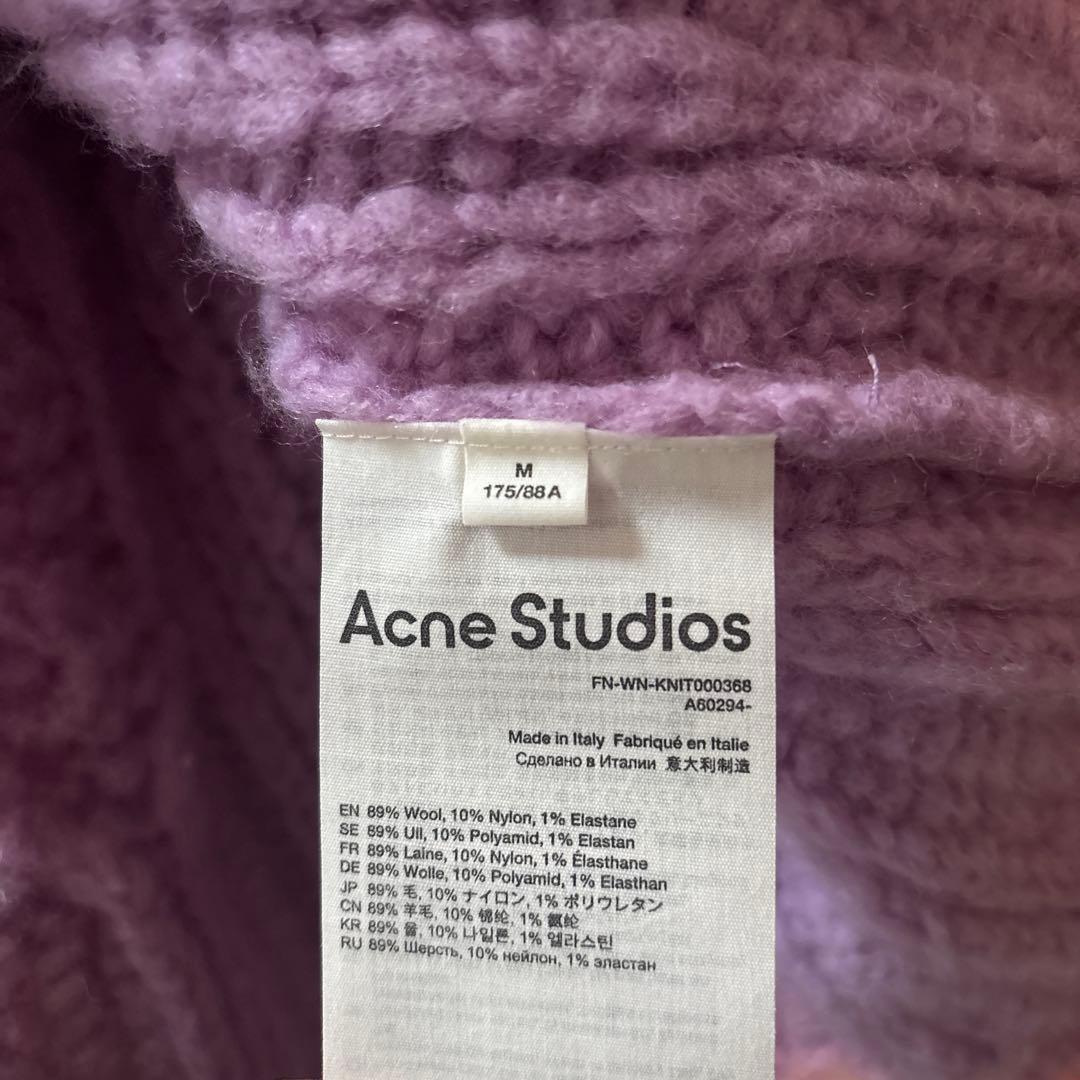 M
175/88A
Acne Studios
FN-WN-KNIT000368
A60294-
Made in Italy Fabriqué en Italie
Сделано в Италии 意大利制造
EN 89% Wool, 10% Nylon, 1% Elastane
SE 89% Ull, 10% Polyamid, 1% Elastan
FR 89% Laine, 10% Nylon, 1% Élasthane
DE 89% Wolle, 10% Polyamid, 1% Elasthan
JP 89% 毛, 10% ナイロン, 1% ポリウレタン
CN 89% 羊毛, 10% 锦纶, 1% 氨纶
KR 89% 울, 10% 나일론, 1% 엘라스틴
RU 89% Шерсть, 10% нейлон, 1% эластан